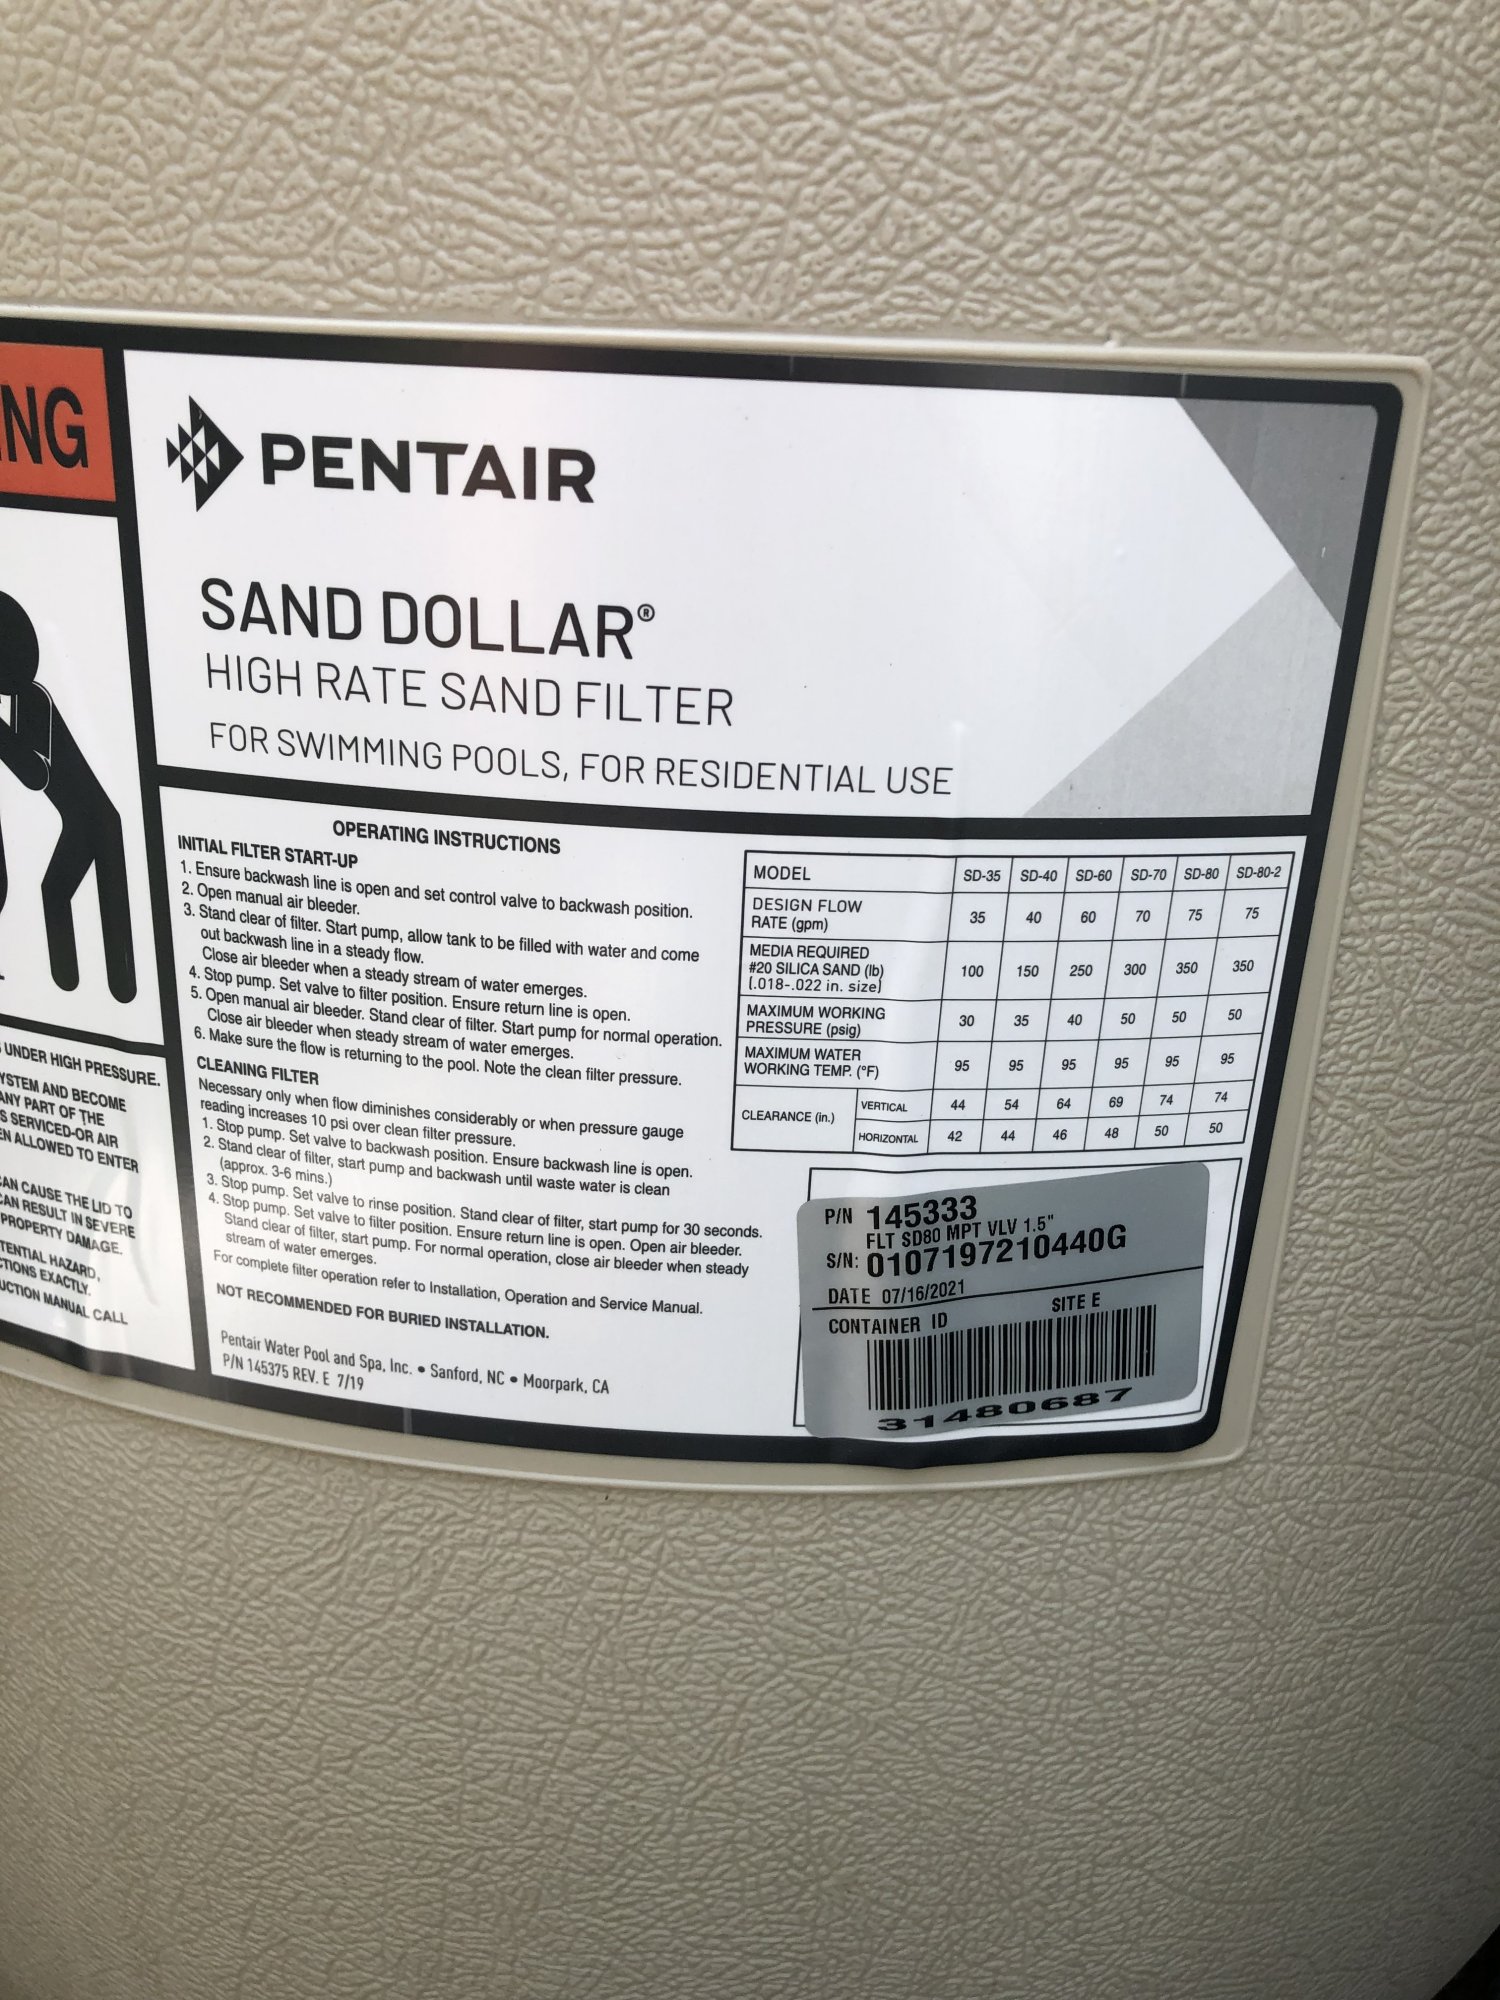 NG
PENTAIR
SAND DOLLAR®
HIGH RATE SAND FILTER
FOR SWIMMING POOLS, FOR RESIDENTIAL USE
UNDER HIGH PRESSURE.
YSTEM AND BECOME
ANY PART OF THE
S SERVICED-OR AIR
EN ALLOWED TO ENTER
CAN CAUSE THE LID TO
CAN RESULT IN SEVERE
PROPERTY DAMAGE.
TENTIAL HAZARD,
CTIONS EXACTLY.
UCTION MANUAL CALL
OPERATING INSTRUCTIONS
INITIAL FILTER START-UP
1. Ensure backwash line is open and set control valve to backwash position.
2. Open manual air bleeder.
3. Stand clear of filter. Start pump, allow tank to be filled with water and come
out backwash line in a steady flow.
Close air bleeder when a steady stream of water emerges.
4. Stop pump. Set valve to filter position. Ensure return line is open.
5. Open manual air bleeder. Stand clear of filter. Start pump for normal operation.
Close air bleeder when steady stream of water emerges.
6. Make sure the flow is returning to the pool. Note the clean filter pressure.
CLEANING FILTER
Necessary only when flow diminishes considerably or when pressure gauge
reading increases 10 psi over clean filter pressure.
1. Stop pump. Set valve to backwash position. Ensure backwash line is open.
2. Stand clear of filter, start pump and backwash until waste water is clean
(approx. 3-6 mins.)
3. Stop pump. Set valve to rinse position. Stand clear of filter, start pump for 30 seconds.
4. Stop pump. Set valve to filter position. Ensure return line is open. Open air bleeder.
Stand clear of filter, start pump. For normal operation, close air bleeder when steady
stream of water emerges.
For complete filter operation refer to Installation, Operation and Service Manual.
NOT RECOMMENDED FOR BURIED INSTALLATION.
Pentair Water Pool and Spa, Inc. • Sanford, NC • Moorpark, CA
P/N 145375 REV. E 7/19
MODEL SD-35 SD-40 SD-60 SD-70 SD-80 SD-80-2
DESIGN FLOW
RATE (gpm) 35 40 60 70 75 75
MEDIA REQUIRED
#20 SILICA SAND (lb) 100 150 250 300 350 350
(.018-.022 in. size)
MAXIMUM WORKING
PRESSURE (psig) 30 35 40 50 50 50
MAXIMUM WATER
WORKING TEMP. (°F) 95 95 95 95 95 95
CLEARANCE (in.) VERTICAL 44 54 64 69 74 74
HORIZONTAL 42 44 46 48 50 50
P/N 145333
FLT SD80 MPT VLV 1.5"
S/N: 0107197210440G
DATE 07/16/2021
SITE E
CONTAINER ID
31480687